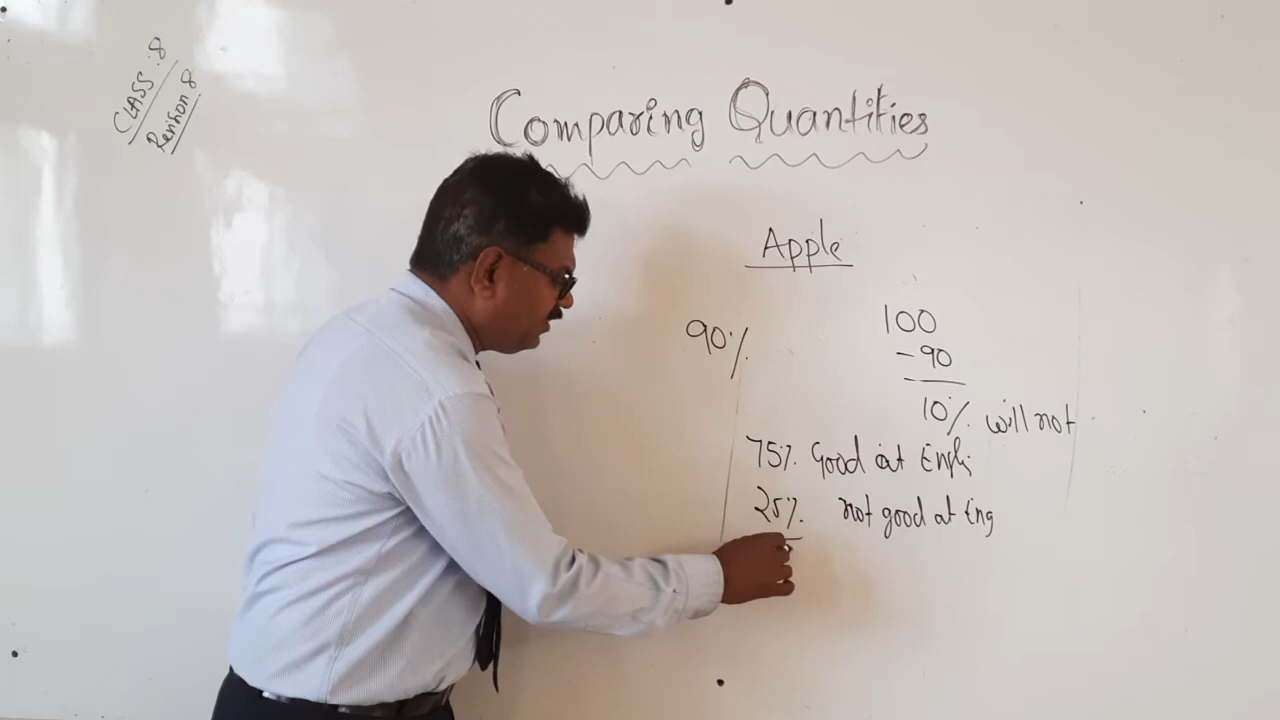 CLASS : 8
Revision 8
Comparing Quantities
Apple
90%
100
- 90
10% will not
75% Good at Engli
25% not good at Eng